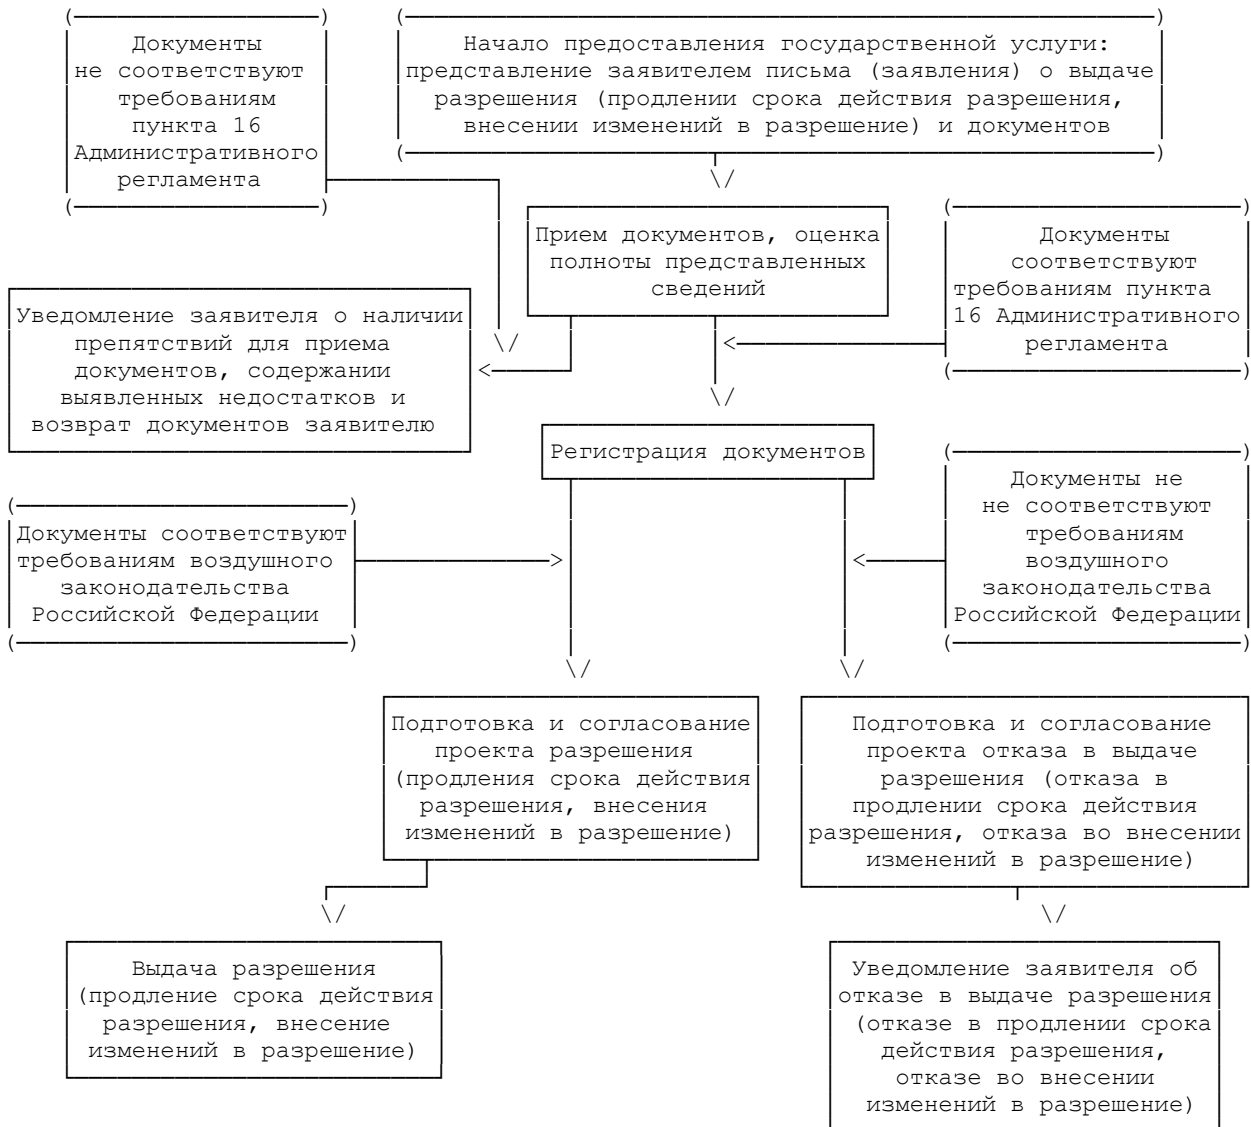 Документы
не соответствуют
требованиям
пункта 16
Административного
регламента
Начало предоставления государственной услуги:
представление заявителем письма (заявления) о выдаче
разрешения (продлении срока действия разрешения,
внесении изменений в разрешение) и документов
Прием документов, оценка
полноты представленных
сведений
Документы
соответствуют
требованиям пункта
16 Административного
регламента
Уведомление заявителя о наличии
препятствий для приема
документов, содержании
выявленных недостатков и
возврат документов заявителю
Регистрация документов
Документы соответствуют
требованиям воздушного
законодательства
Российской Федерации
Документы не
не соответствуют
требованиям
воздушного
законодательства
Российской Федерации
Подготовка и согласование
проекта разрешения
(продления срока действия
разрешения, внесения
изменений в разрешение)
Подготовка и согласование
проекта отказа в выдаче
разрешения (отказа в
продлении срока действия
разрешения, отказа во внесении
изменений в разрешение)
Выдача разрешения
(продление срока действия
разрешения, внесение
изменений в разрешение)
Уведомление заявителя об
отказе в выдаче разрешения
(отказе в продлении срока
действия разрешения,
отказе во внесении
изменений в разрешение)